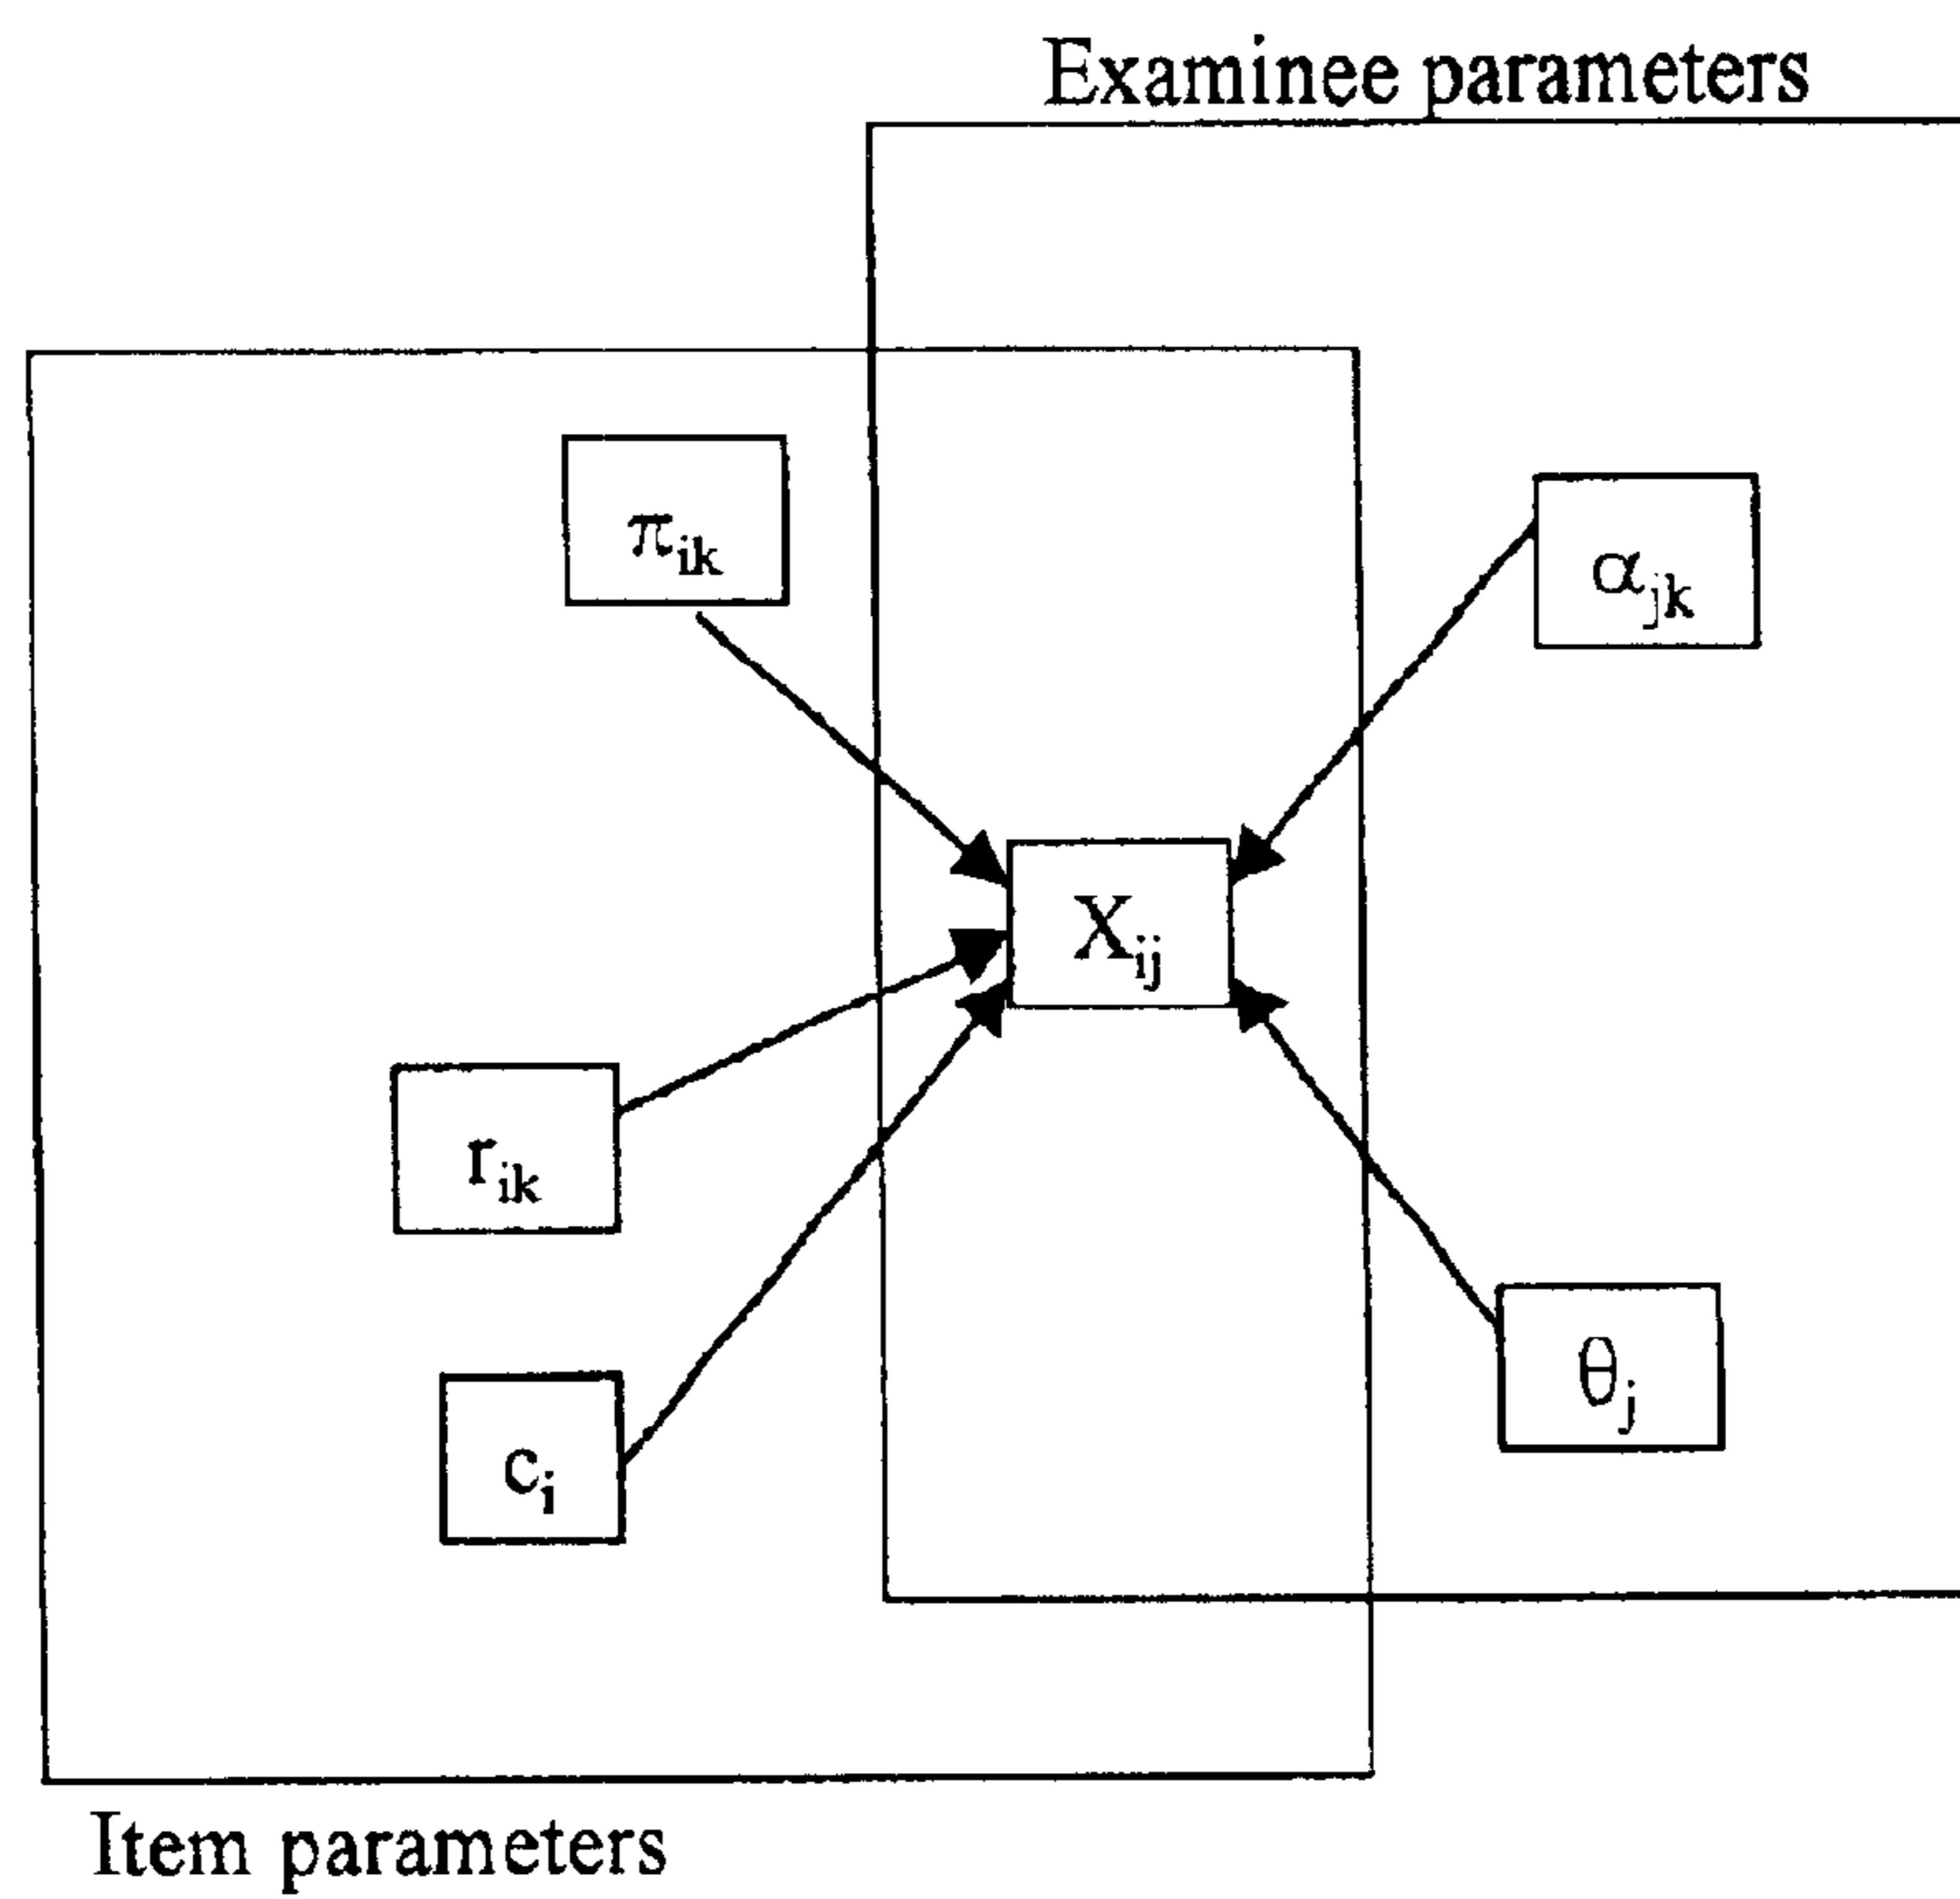 Examinee parameters
π_ik
α_jk
X_ij
r_ik
θ_j
c_i
Item parameters